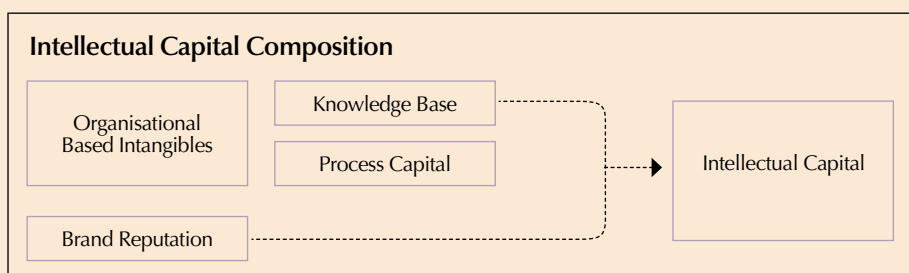 Intellectual Capital Composition
Organisational
Based Intangibles
Knowledge Base
Process Capital
Intellectual Capital
Brand Reputation